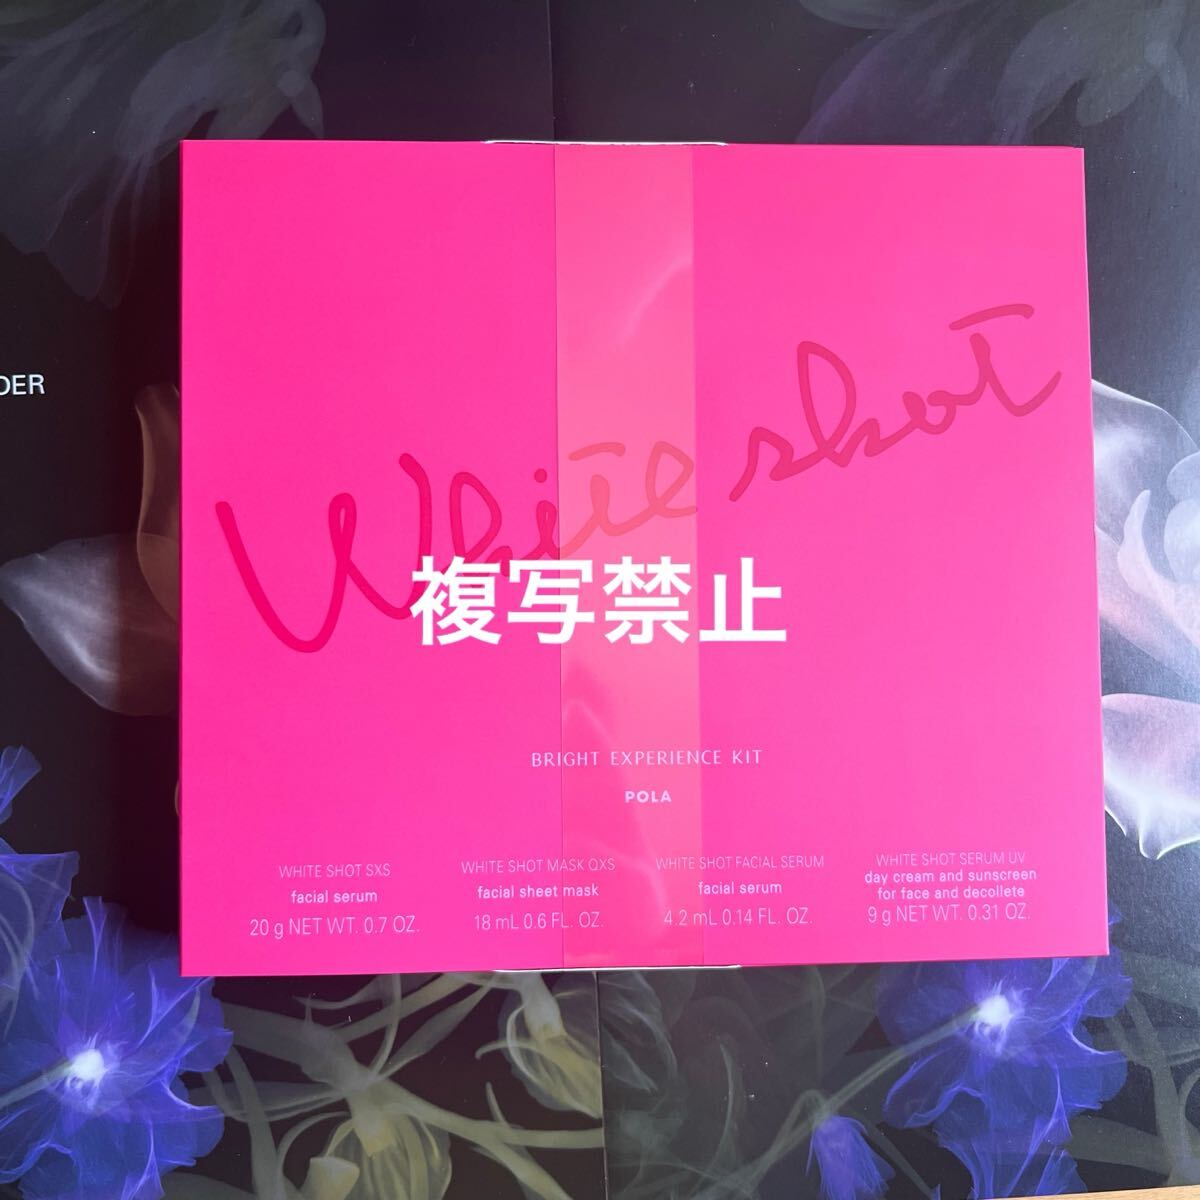 DER
White shot
複写禁止
BRIGHT EXPERIENCE KIT
POLA
WHITE SHOT SXS
facial serum
20 g NET WT. 0.7 OZ.
WHITE SHOT MASK QXS
facial sheet mask
18 mL 0.6 FL. OZ.
WHITE SHOT FACIAL SERUM
facial serum
4.2 mL 0.14 FL. OZ.
WHITE SHOT SERUM UV
day cream and sunscreen
for face and decollete
9 g NET WT. 0.31 OZ.